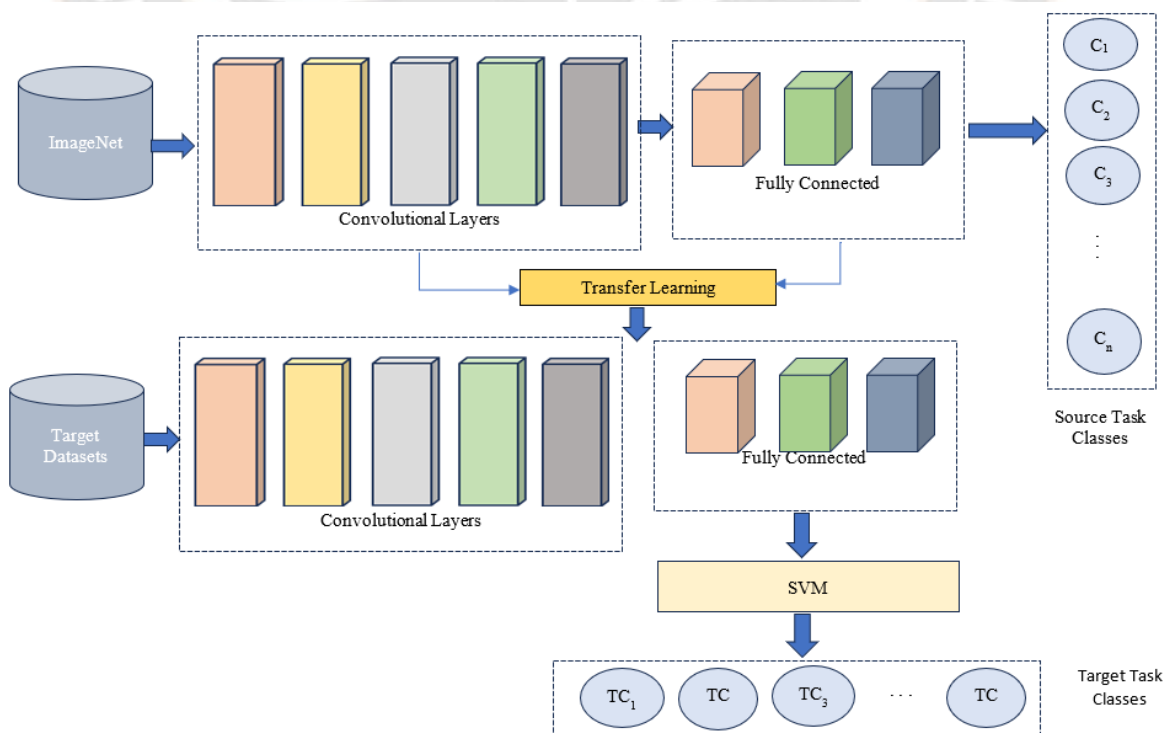 ImageNet
Convolutional Layers
Fully Connected
C₁
C₂
C₃
⋮
Cₙ
Source Task
Classes
Transfer Learning
Target
Datasets
Convolutional Layers
Fully Connected
SVM
TC₁
TC
TC₃
...
TC
Target Task
Classes